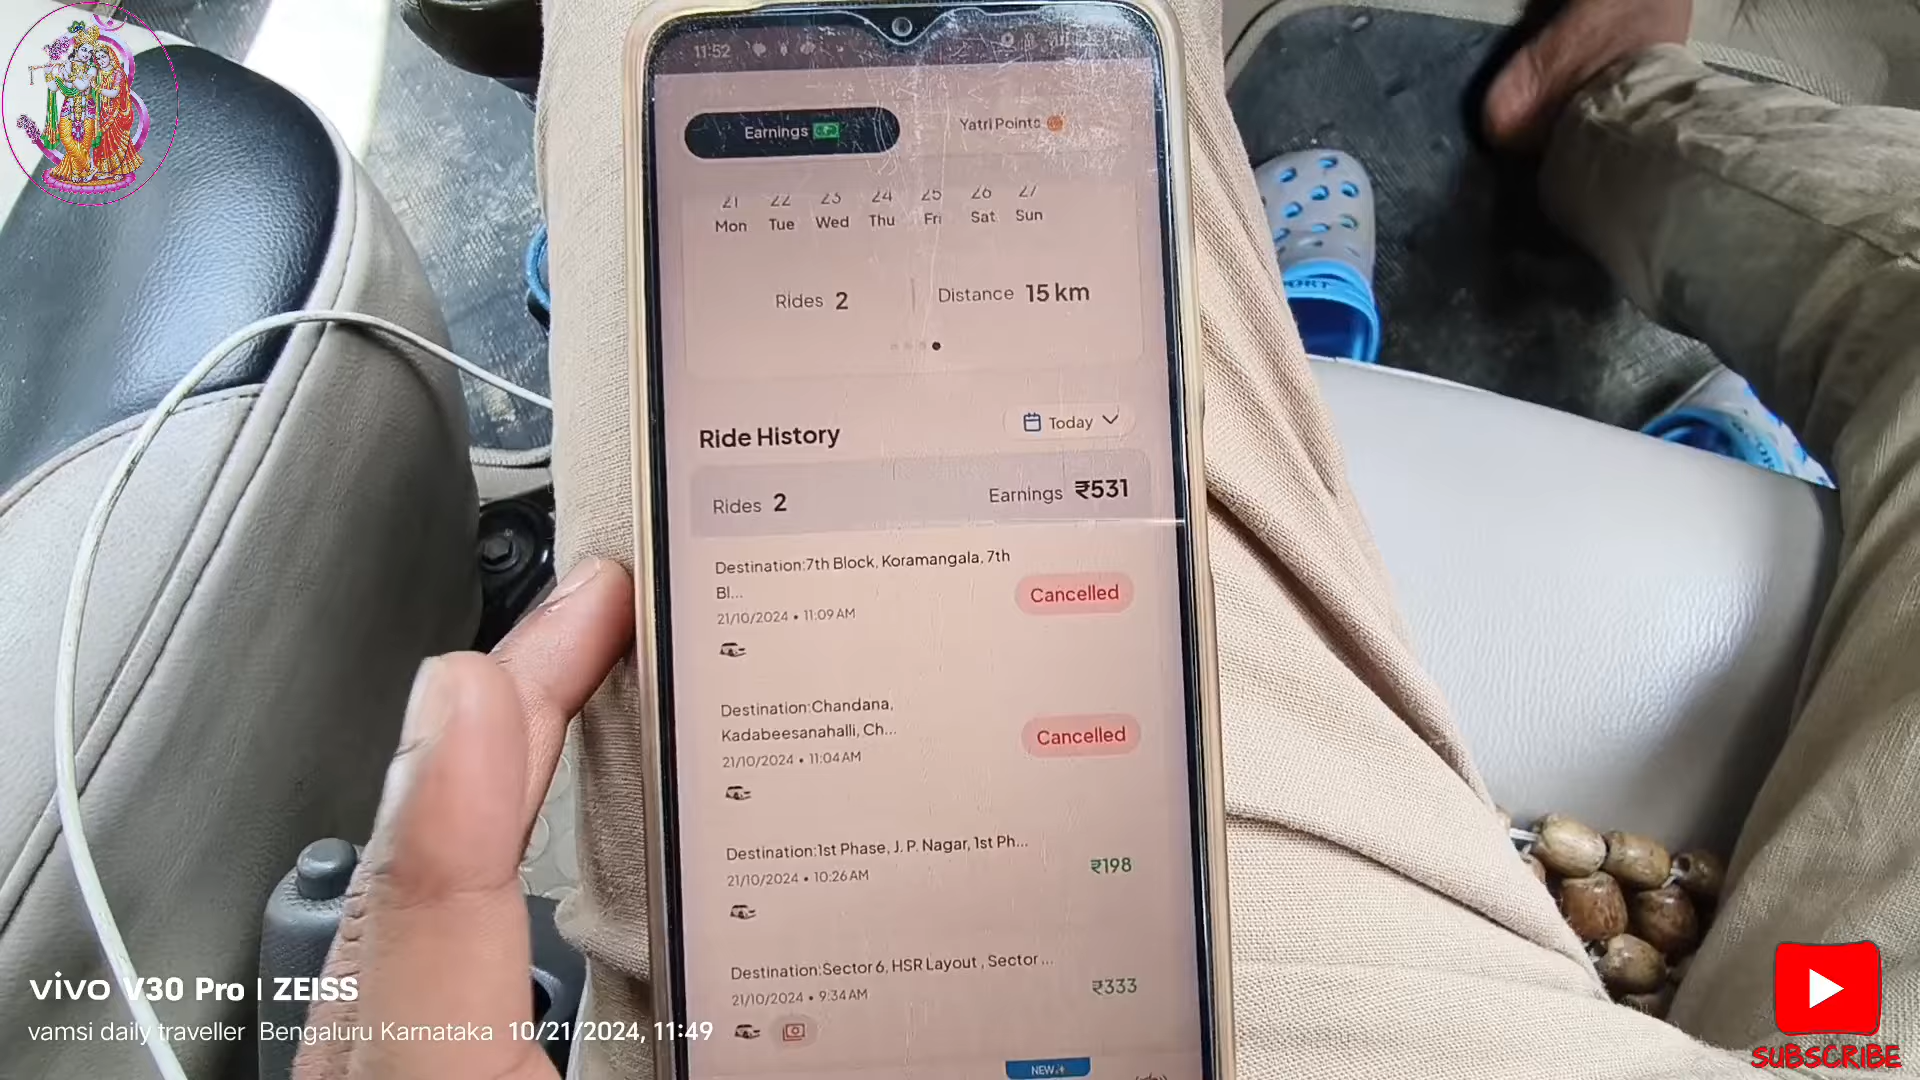 11:52
Earnings
Yatri Points
21 22 23 24 25 26 27
Mon Tue Wed Thu Fri Sat Sun
Rides 2 Distance 15 km
Ride History
Today
Rides 2 Earnings ₹531
Destination:7th Block, Koramangala, 7th
Bl...
Cancelled
21/10/2024 • 11:09 AM
Destination:Chandana,
Kadabeesanahalli, Ch...
Cancelled
21/10/2024 • 11:04 AM
Destination:1st Phase, J. P. Nagar, 1st Ph...
₹198
21/10/2024 • 10:26 AM
Destination:Sector 6, HSR Layout , Sector ...
₹333
21/10/2024 • 9:34 AM
NEW
vivo V30 Pro | ZEISS
vamsi daily traveller Bengaluru Karnataka 10/21/2024, 11:49
SUBSCRIBE